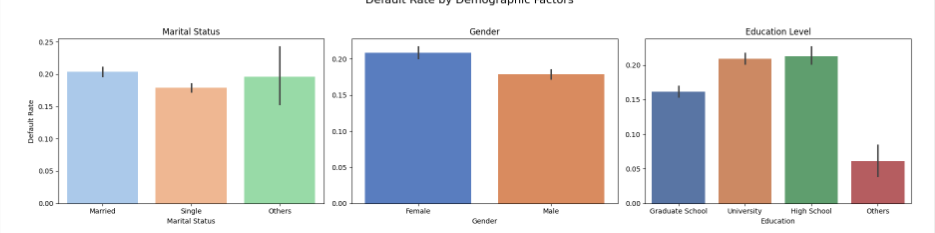 Default Rate by Demographic Factors
Marital Status
Default Rate
0.25
0.20
0.15
0.10
0.05
0.00
Married Single Others
Marital Status
Gender
0.20
0.15
0.10
0.05
0.00
Female Male
Gender
Education Level
0.20
0.15
0.10
0.05
0.00
Graduate School University High School Others
Education